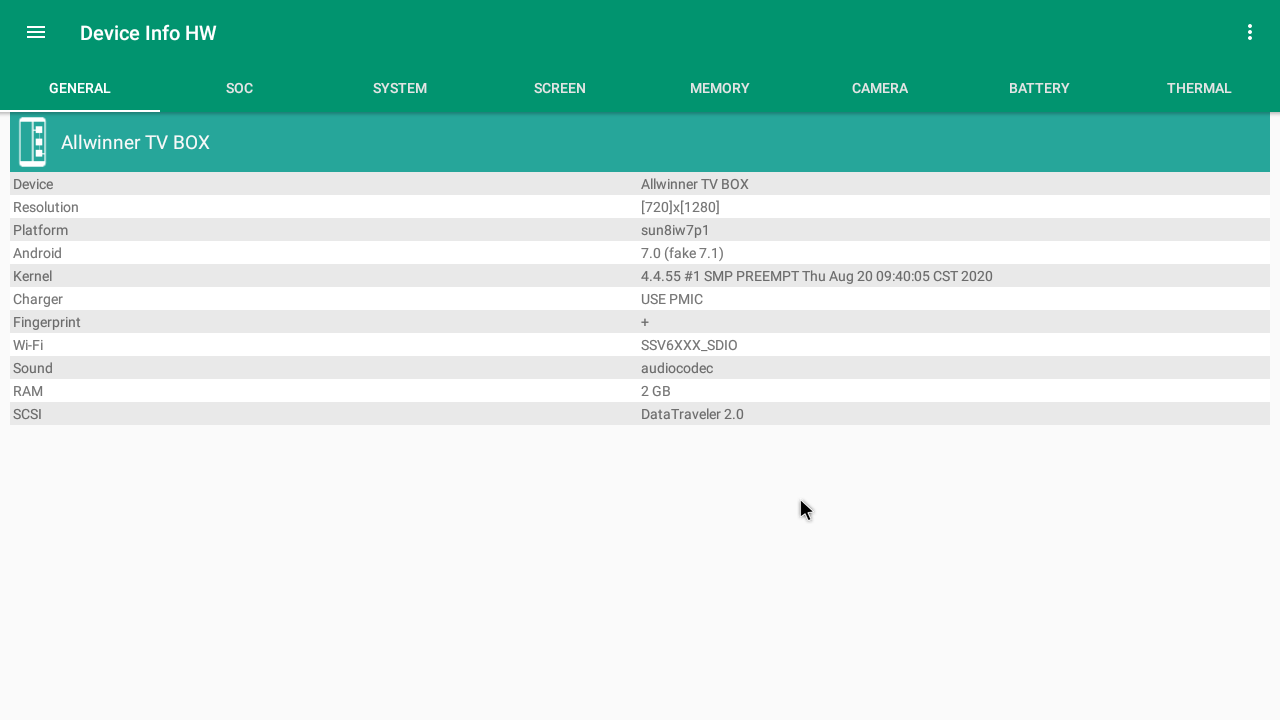 Device Info HW
GENERAL SOC SYSTEM SCREEN MEMORY CAMERA BATTERY THERMAL
Allwinner TV BOX
Device Allwinner TV BOX
Resolution [720]x[1280]
Platform sun8iw7p1
Android 7.0 (fake 7.1)
Kernel 4.4.55 #1 SMP PREEMPT Thu Aug 20 09:40:05 CST 2020
Charger USE PMIC
Fingerprint +
Wi-Fi SSV6XXX_SDIO
Sound audiocodec
RAM 2 GB
SCSI DataTraveler 2.0